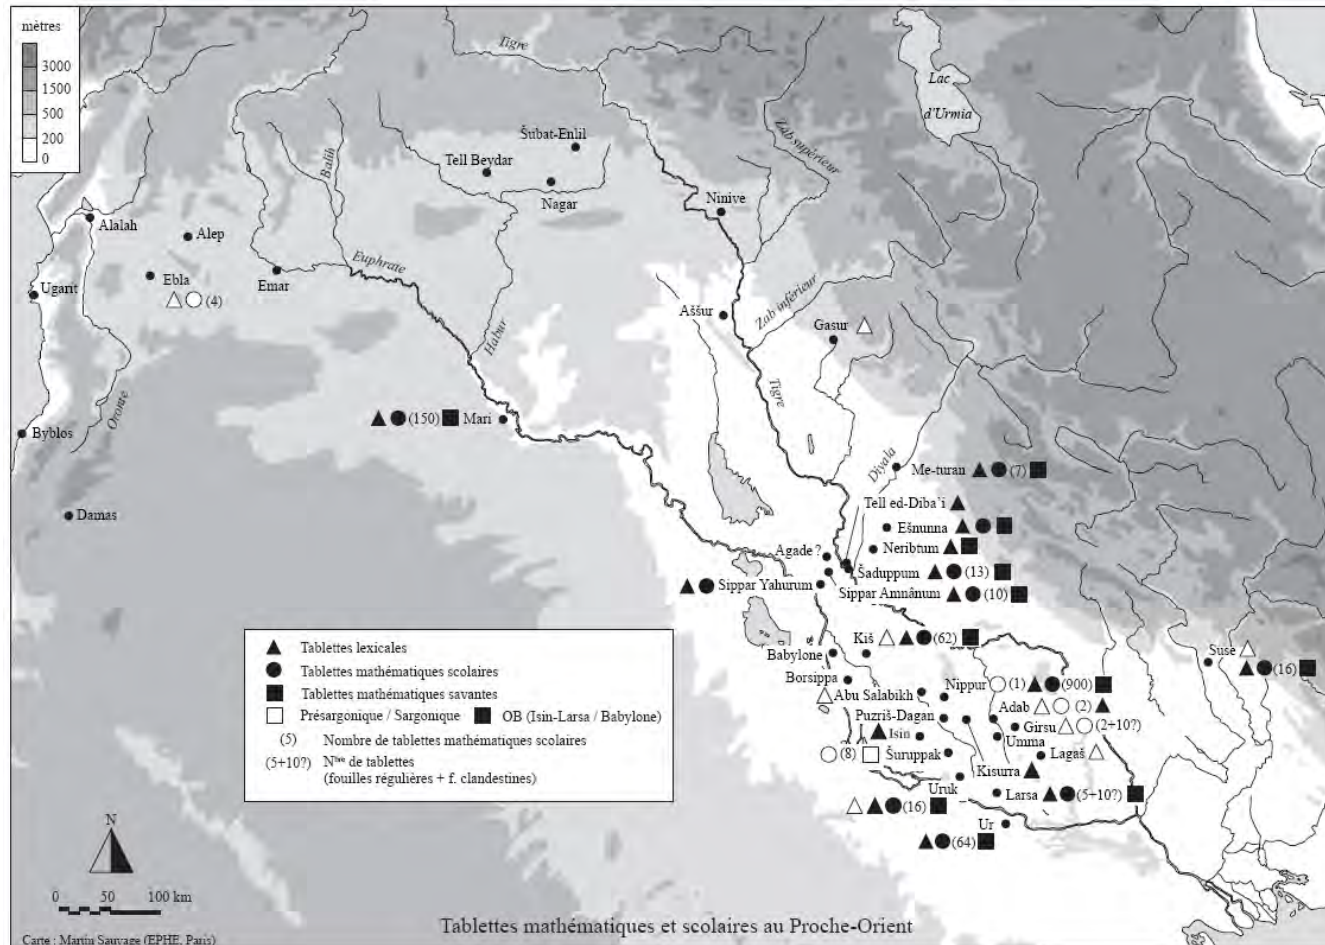 mètres
3000
1500
500
200
0
Tigre
Lac
d'Urmia
Zab supérieur
Šubat-Enlil
Tell Beydar
Balih
Nagar
Ninive
Alalah
Alep
Ebla
(4)
Emar
Euphrate
Ugarit
Aššur
Zab inférieur
Gasur
Habur
Tigre
Oronte
Byblos
(150) Mari
Diyala
Me-turan (7)
Damas
Tell ed-Diba'i
Ešnunna
Agade ?
Neribtum
Šaduppum (13)
Sippar Yahurum
Sippar Amnânum (10)
Kiš (62)
Babylone
Suse
(16)
Borsippa
Nippur (1) (900)
Abu Salabikh
Adab (2)
Puzriš-Dagan
Girsu (2+10?)
Isin
Umma
(8) Šuruppak
Lagaš
Kisurra
Uruk
Larsa (5+10?)
(16)
Ur
(64)
Tablettes lexicales
Tablettes mathématiques scolaires
Tablettes mathématiques savantes
Présargonique / Sargonique OB (Isin-Larsa / Babylone)
(5) Nombre de tablettes mathématiques scolaires
(5+10?) Nbre de tablettes
(fouilles régulières + f. clandestines)
N
0 50 100 km
Tablettes mathématiques et scolaires au Proche-Orient
Carte : Martin Sauvage (EPHE, Paris)